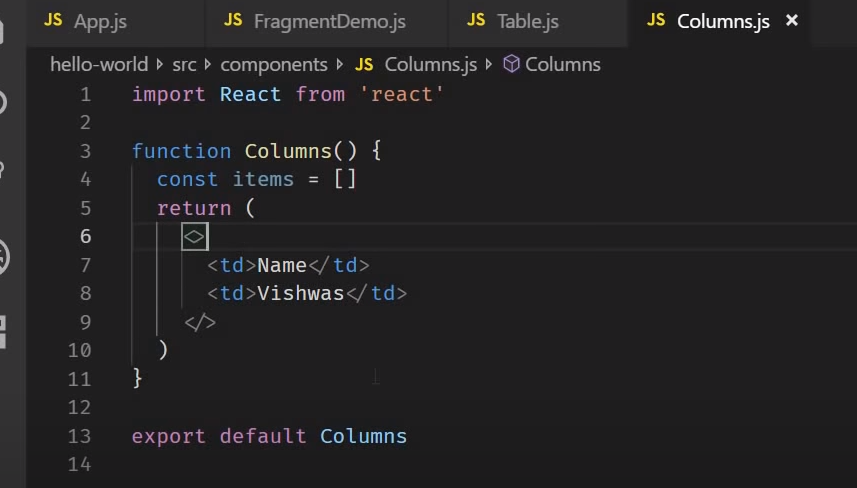 JS App.js JS FragmentDemo.js JS Table.js JS Columns.js ×
hello-world > src > components > JS Columns.js > Columns
1 import React from 'react'
2
3 function Columns() {
4 const items = []
5 return (
6 <>
7 <td>Name</td>
8 <td>Vishwas</td>
9 </>
10 )
11 }
12
13 export default Columns
14